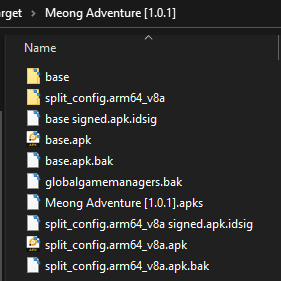 rget > Meong Adventure [1.0.1]
Name
base
split_config.arm64_v8a
base signed.apk.idsig
base.apk
base.apk.bak
globalgamemanagers.bak
Meong Adventure [1.0.1].apks
split_config.arm64_v8a signed.apk.idsig
split_config.arm64_v8a.apk
split_config.arm64_v8a.apk.bak